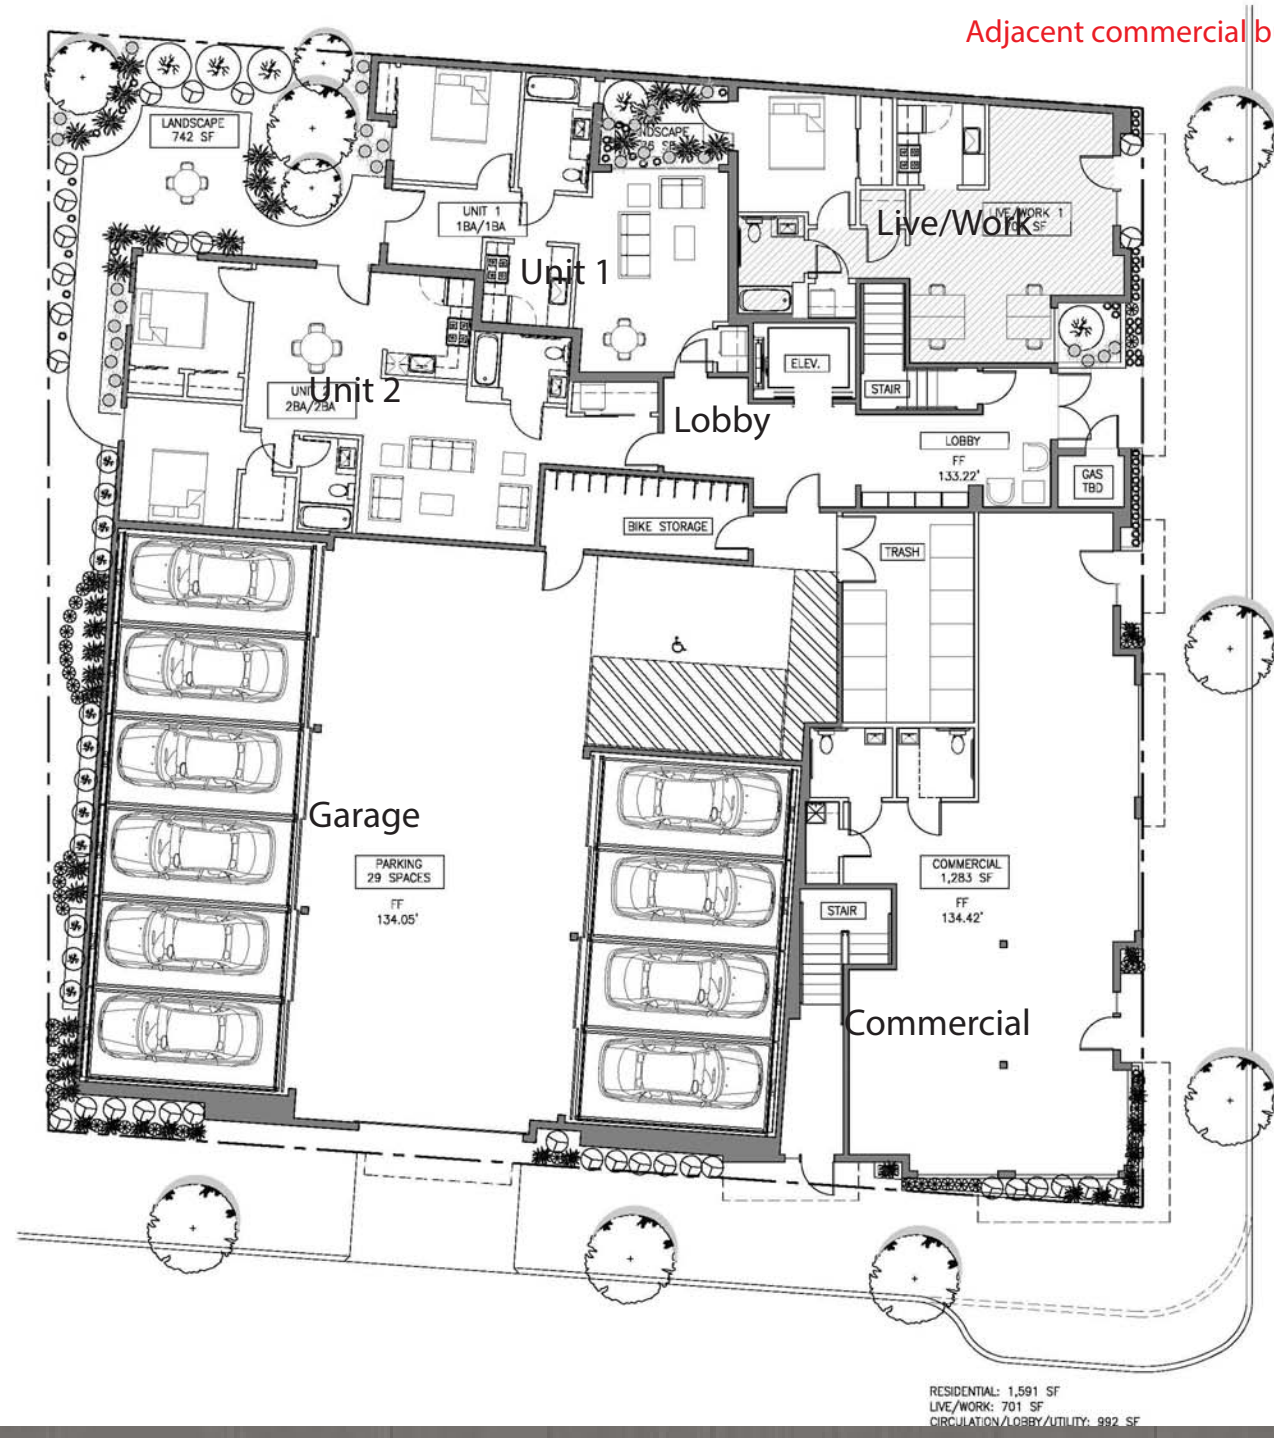 Adjacent commercial b
LANDSCAPE
742 SF
UNIT 1
1BA/1BA
Unit 1
Live/Work
LIVE/WORK 1
SF
Unit 2
2BA/2BA
ELEV.
STAIR
Lobby
LOBBY
FF
133.22'
GAS
TBD
BIKE STORAGE
TRASH
Garage
PARKING
29 SPACES
FF
134.05'
COMMERCIAL
1,283 SF
FF
134.42'
STAIR
Commercial
RESIDENTIAL: 1,591 SF
LIVE/WORK: 701 SF
CIRCULATION/LOBBY/UTILITY: 992 SF